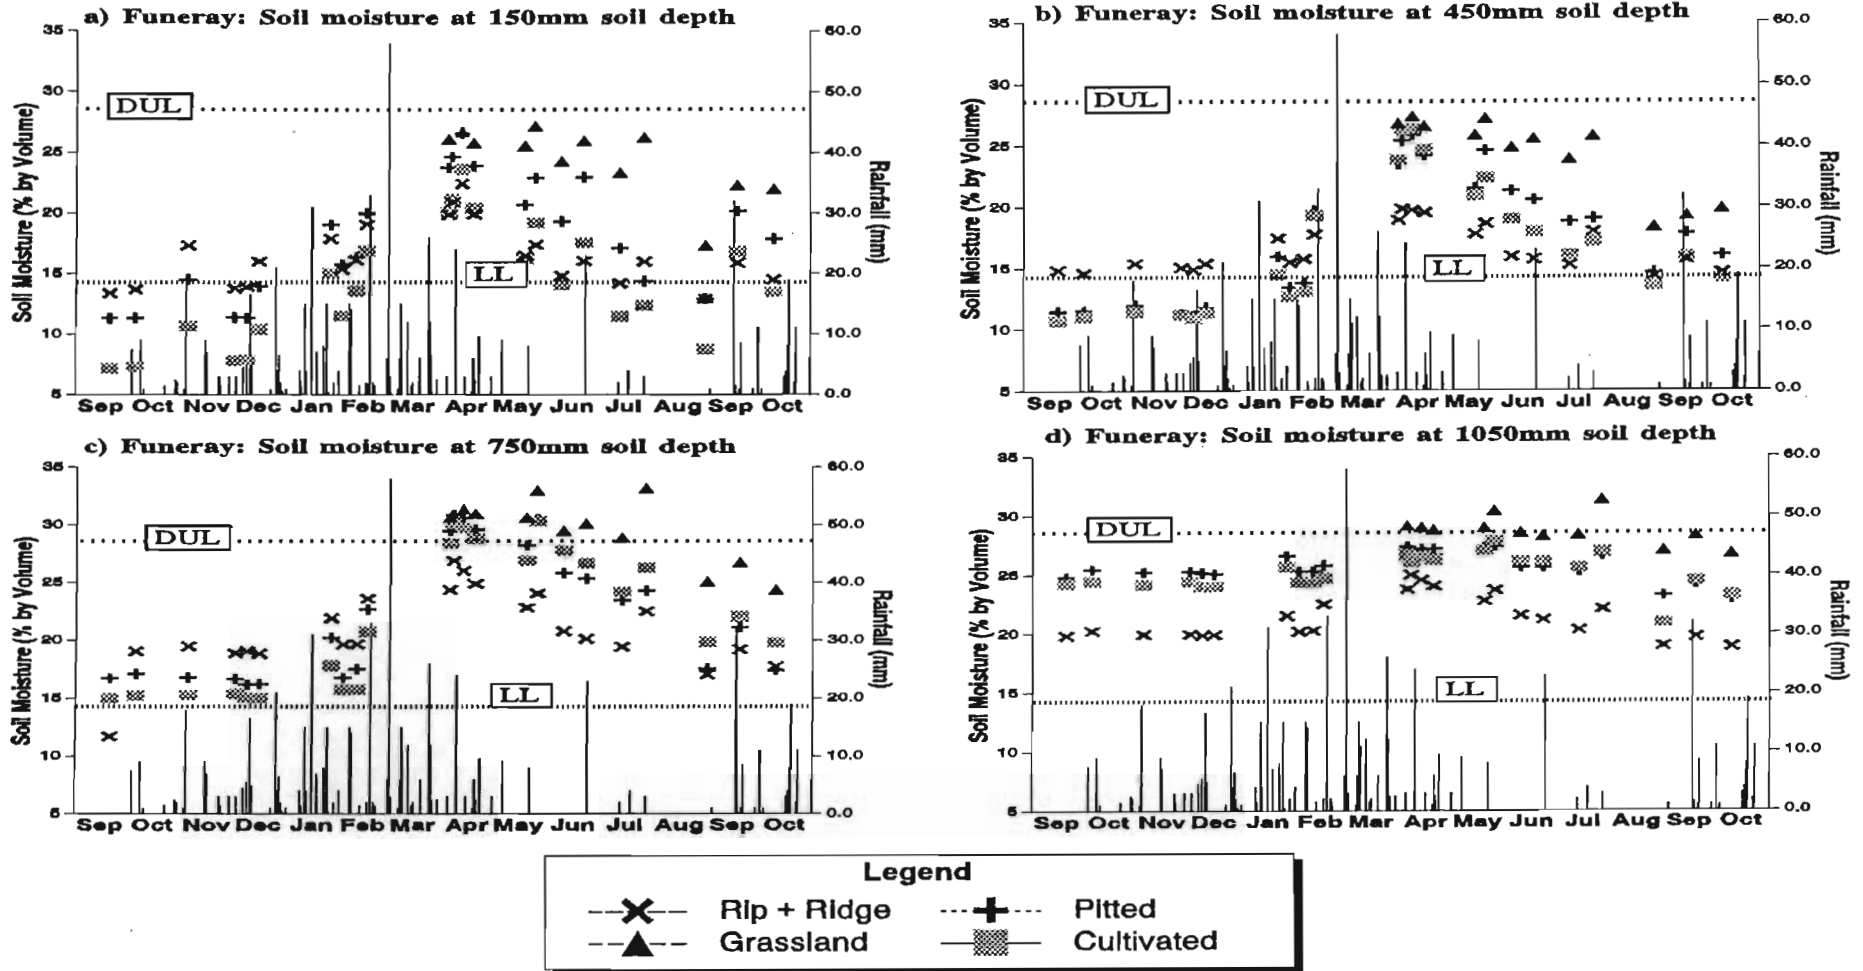 a) Funeray: Soil moisture at 150mm soil depth
35
30
25
20
15
10
5
60.0
50.0
40.0
30.0
20.0
10.0
0.0
Soil Moisture (% by Volume)
Rainfall (mm)
DUL
LL
Sep Oct Nov Dec Jan Feb Mar Apr May Jun Jul Aug Sep Oct
b) Funeray: Soil moisture at 450mm soil depth
35
30
25
20
15
10
5
60.0
50.0
40.0
30.0
20.0
10.0
0.0
Soil Moisture (% by Volume)
Rainfall (mm)
DUL
LL
Sep Oct Nov Dec Jan Feb Mar Apr May Jun Jul Aug Sep Oct
c) Funeray: Soil moisture at 750mm soil depth
35
30
25
20
15
10
5
60.0
50.0
40.0
30.0
20.0
10.0
0.0
Soil Moisture (% by Volume)
Rainfall (mm)
DUL
LL
Sep Oct Nov Dec Jan Feb Mar Apr May Jun Jul Aug Sep Oct
d) Funeray: Soil moisture at 1050mm soil depth
35
30
25
20
15
10
5
60.0
50.0
40.0
30.0
20.0
10.0
0.0
Soil Moisture (% by Volume)
Rainfall (mm)
DUL
LL
Sep Oct Nov Dec Jan Feb Mar Apr May Jun Jul Aug Sep Oct
Legend
Rip + Ridge
Pitted
Grassland
Cultivated